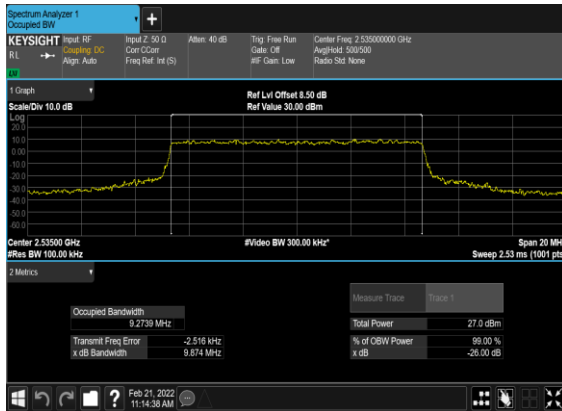 Spectrum Analyzer 1
Occupied BW
+
KEYSIGHT
RL
Input: RF
Coupling: DC
Align: Auto
Input Z: 50 Ω
Corr CCorr
Freq Ref: Int (S)
Atten: 40 dB
Trig: Free Run
Gate: Off
#IF Gain: Low
Center Freq: 2.535000000 GHz
Avg|Hold: 500/500
Radio Std: None
1 Graph
Scale/Div 10.0 dB
Ref Lvl Offset 8.50 dB
Ref Value 30.00 dBm
Log
20.0
10.0
0.00
-10.0
-20.0
-30.0
-40.0
-50.0
-60.0
Center 2.53500 GHz
#Video BW 300.00 kHz*
Span 20 MH
#Res BW 100.00 kHz
Sweep 2.53 ms (1001 pts
2 Metrics
Measure Trace
Trace 1
Occupied Bandwidth
9.2739 MHz
Total Power
27.0 dBm
Transmit Freq Error
-2.516 kHz
% of OBW Power
99.00 %
x dB Bandwidth
9.874 MHz
x dB
-26.00 dB
?
Feb 21, 2022
11:14:38 AM